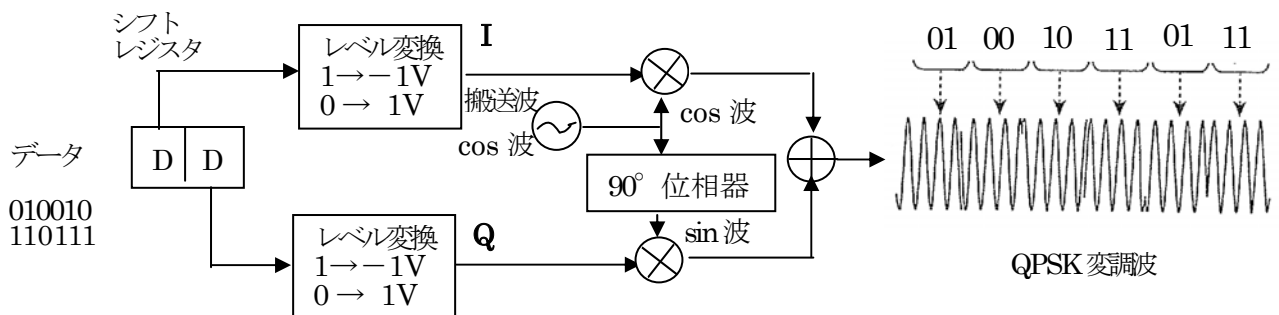 シフト
レジスタ
データ
010010
110111
D D
レベル変換
1→−1V
0→ 1V
I
搬送波
cos 波
cos 波
90° 位相器
sin 波
レベル変換
1→−1V
0→ 1V
Q
01 00 10 11 01 11
QPSK 変調波